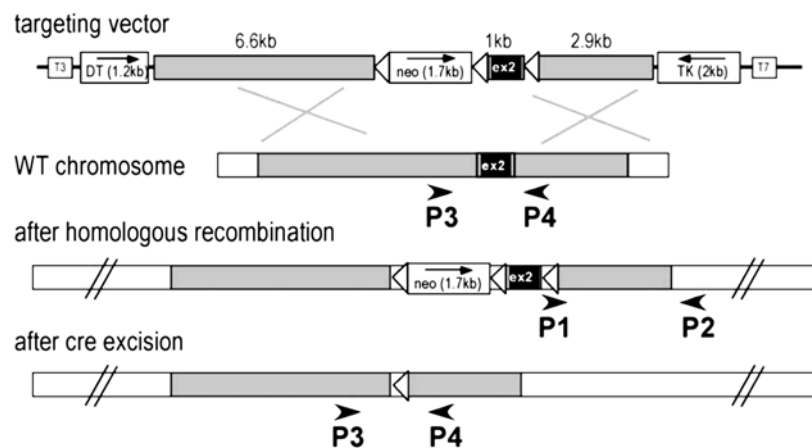 targeting vector
6.6kb 1kb 2.9kb
T3 DT (1.2kb) neo (1.7kb) ex2 TK (2kb) T7
WT chromosome
ex2
P3 P4
after homologous recombination
neo (1.7kb) ex2
P1 P2
after cre excision
P3 P4